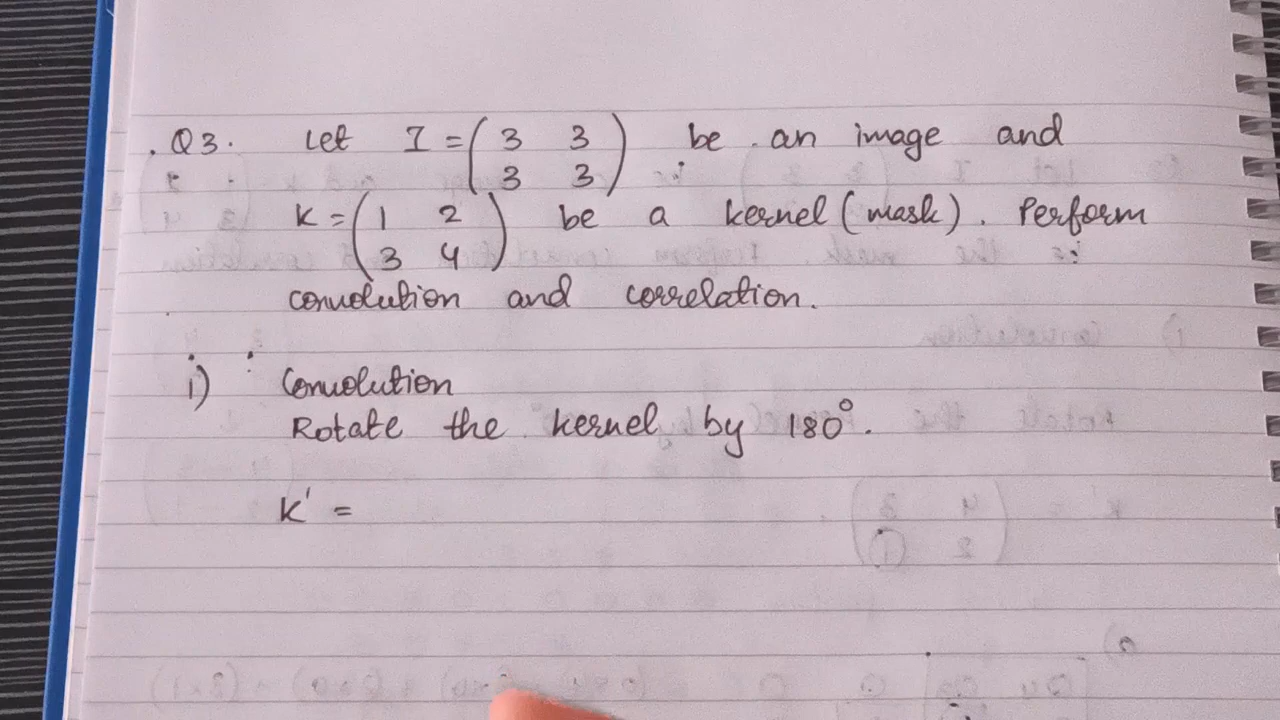 Q3. Let I = ( 3 3 ) be an image and
3 3
K = ( 1 2 ) be a kernel (mask). Perform
3 4
convolution and correlation.
i) Convolution
Rotate the kernel by 180°.
K' =